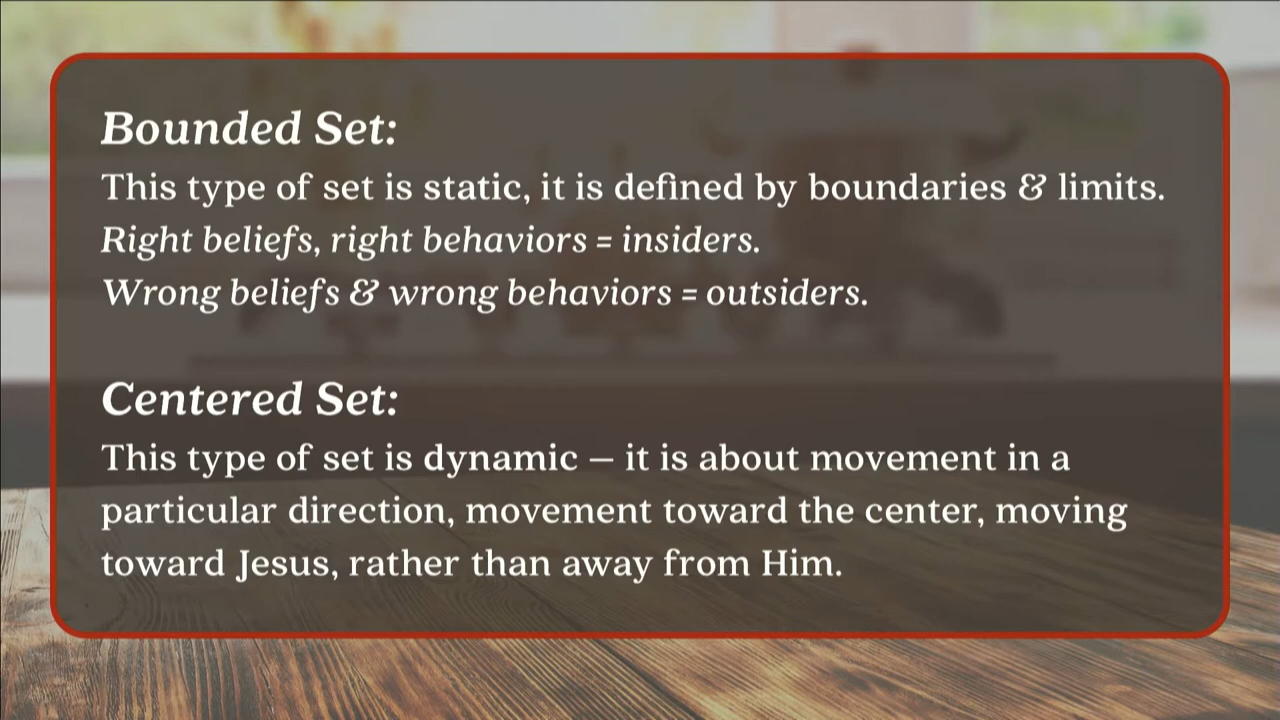 Bounded Set:
This type of set is static, it is defined by boundaries & limits.
Right beliefs, right behaviors = insiders.
Wrong beliefs & wrong behaviors = outsiders.
Centered Set:
This type of set is dynamic — it is about movement in a
particular direction, movement toward the center, moving
toward Jesus, rather than away from Him.